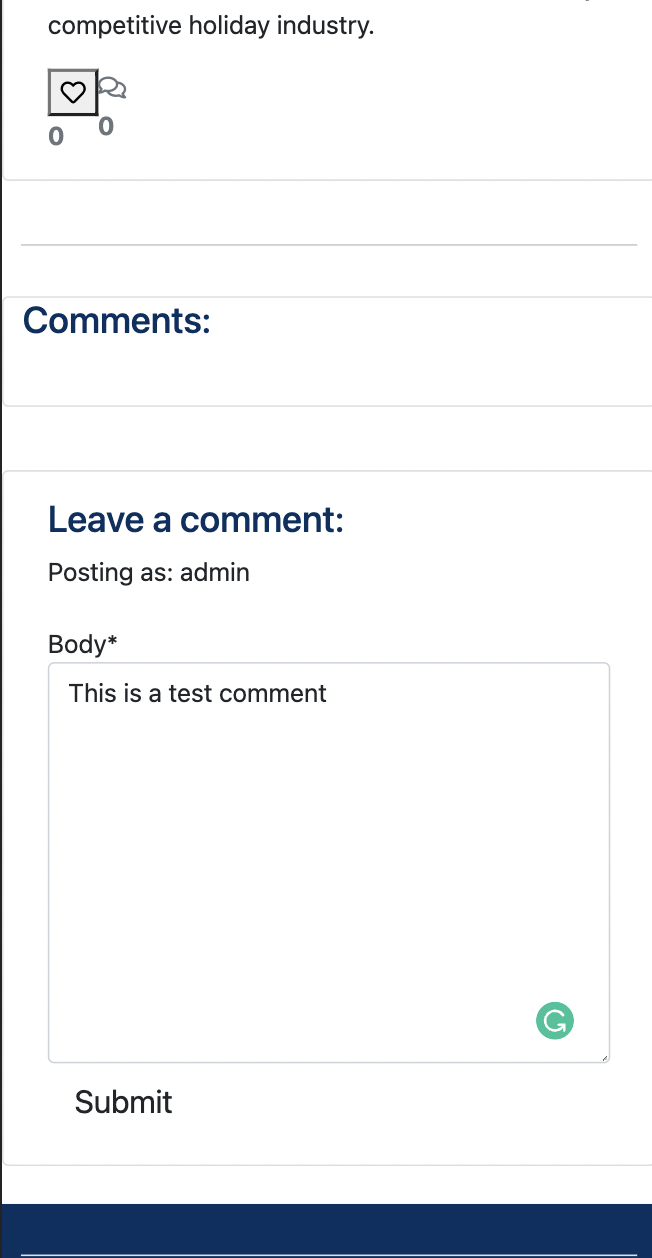 competitive holiday industry.
0
0
Comments:
Leave a comment:
Posting as: admin
Body*
This is a test comment
Submit